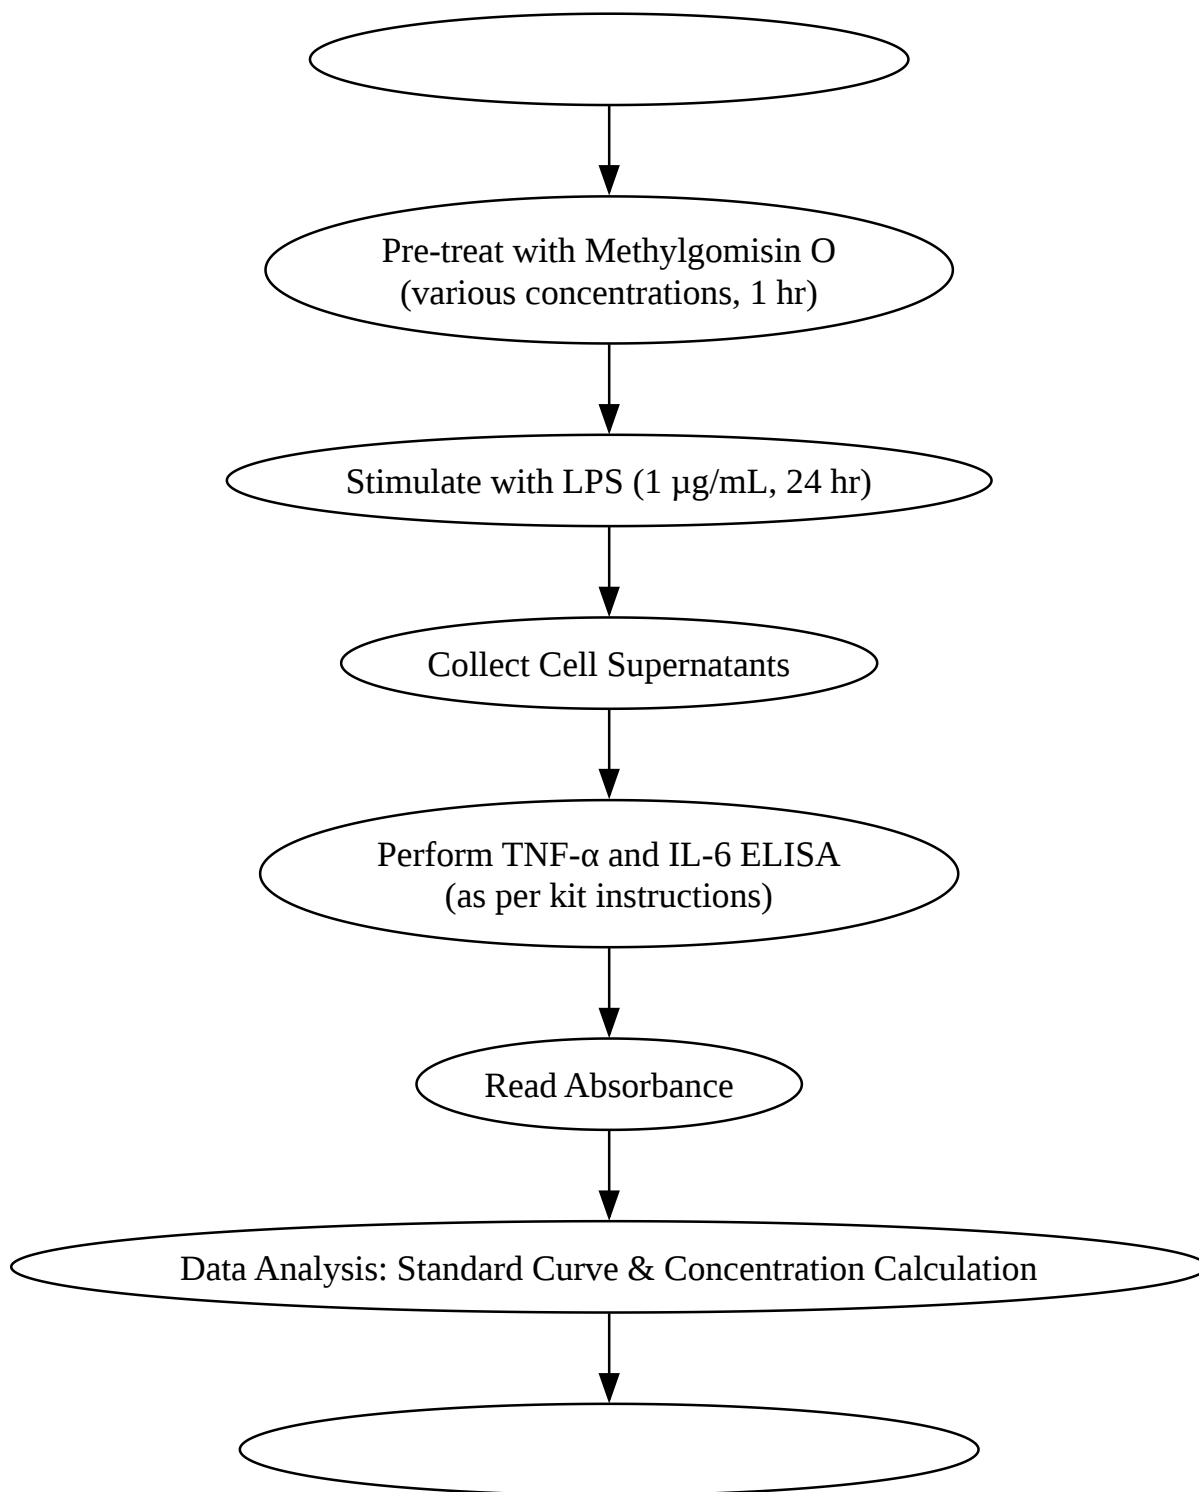 Pre-treat with Methylgomisin O
(various concentrations, 1 hr)
Stimulate with LPS (1 µg/mL, 24 hr)
Collect Cell Supernatants
Perform TNF-α and IL-6 ELISA
(as per kit instructions)
Read Absorbance
Data Analysis: Standard Curve & Concentration Calculation